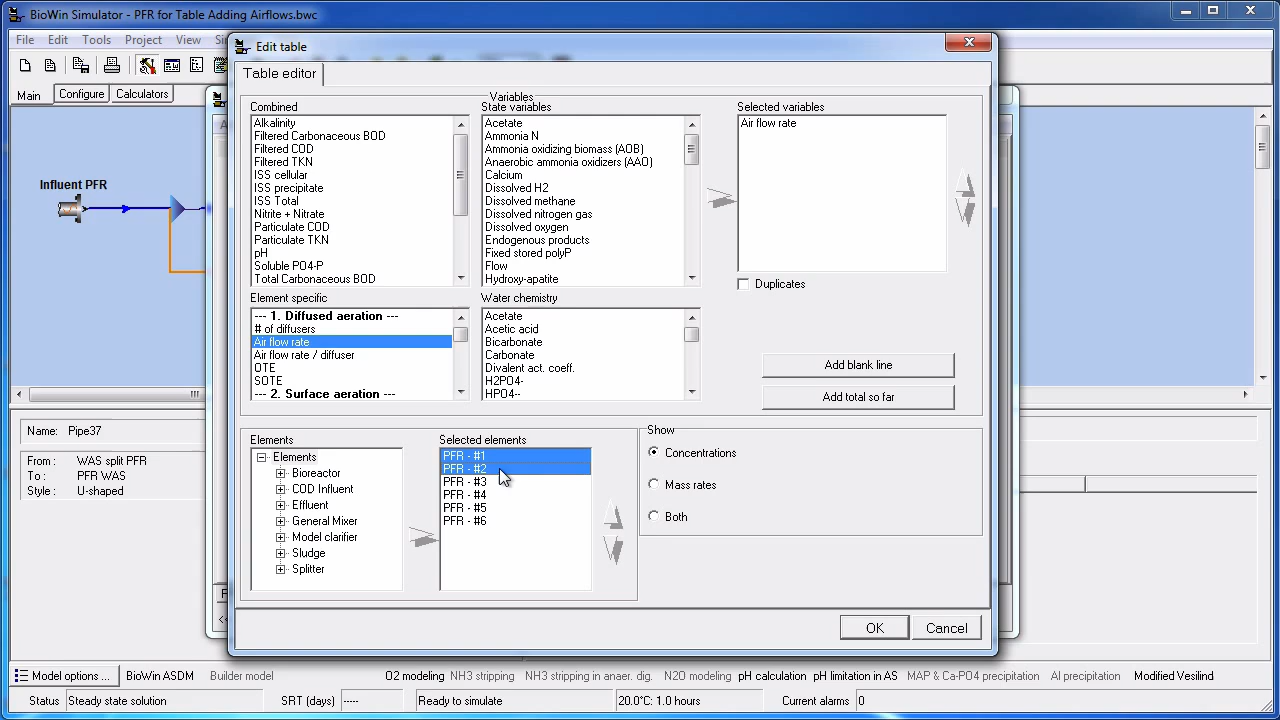 BioWin Simulator - PFR for Table Adding Airflows.bwc
File Edit Tools Project View
Main Configure Calculators
Influent PFR
Edit table
Table editor
Variables
Combined
Alkalinity
Filtered Carbonaceous BOD
Filtered COD
Filtered TKN
ISS cellular
ISS precipitate
ISS Total
Nitrite + Nitrate
Particulate COD
Particulate TKN
pH
Soluble PO4-P
Total Carbonaceous BOD
State variables
Acetate
Ammonia N
Ammonia oxidizing biomass (AOB)
Anaerobic ammonia oxidizers (AAO)
Calcium
Dissolved H2
Dissolved methane
Dissolved nitrogen gas
Dissolved oxygen
Endogenous products
Fixed stored polyP
Flow
Hydroxy-apatite
Selected variables
Air flow rate
Duplicates
Element specific
--- 1. Diffused aeration ---
# of diffusers
Air flow rate
Air flow rate / diffuser
OTE
SOTE
--- 2. Surface aeration ---
Water chemistry
Acetate
Acetic acid
Bicarbonate
Carbonate
Divalent act. coeff.
H2PO4-
HPO4--
Add blank line
Add total so far
Elements
Elements
Bioreactor
COD Influent
Effluent
General Mixer
Model clarifier
Sludge
Splitter
Selected elements
PFR - #1
PFR - #2
PFR - #3
PFR - #4
PFR - #5
PFR - #6
Show
Concentrations
Mass rates
Both
OK Cancel
Name: Pipe37
From : WAS split PFR
To : PFR WAS
Style : U-shaped
Model options ... BioWin ASDM Builder model O2 modeling NH3 stripping NH3 stripping in anaer. dig. N2O modeling pH calculation pH limitation in AS MAP & Ca-PO4 precipitation Al precipitation Modified Vesilind
Status Steady state solution SRT (days) ----- Ready to simulate 20.0°C: 1.0 hours Current alarms 0